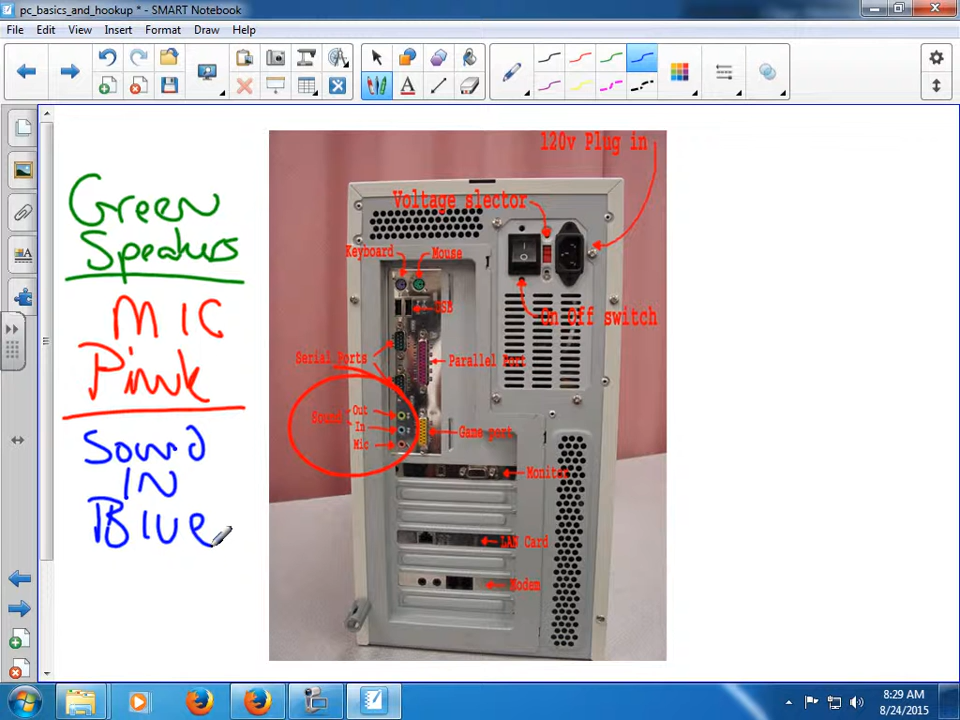 pc_basics_and_hookup * - SMART Notebook
File Edit View Insert Format Draw Help
Green
Speakers
MIC
Pink
Sound
IN
Blue
120v Plug in
Voltage slector
Keyboard
Mouse
USB
On Off switch
Serial Ports
Parallel Port
Sound
Out
In
Mic
Game port
Monitor
LAN Card
Modem
8:29 AM
8/24/2015